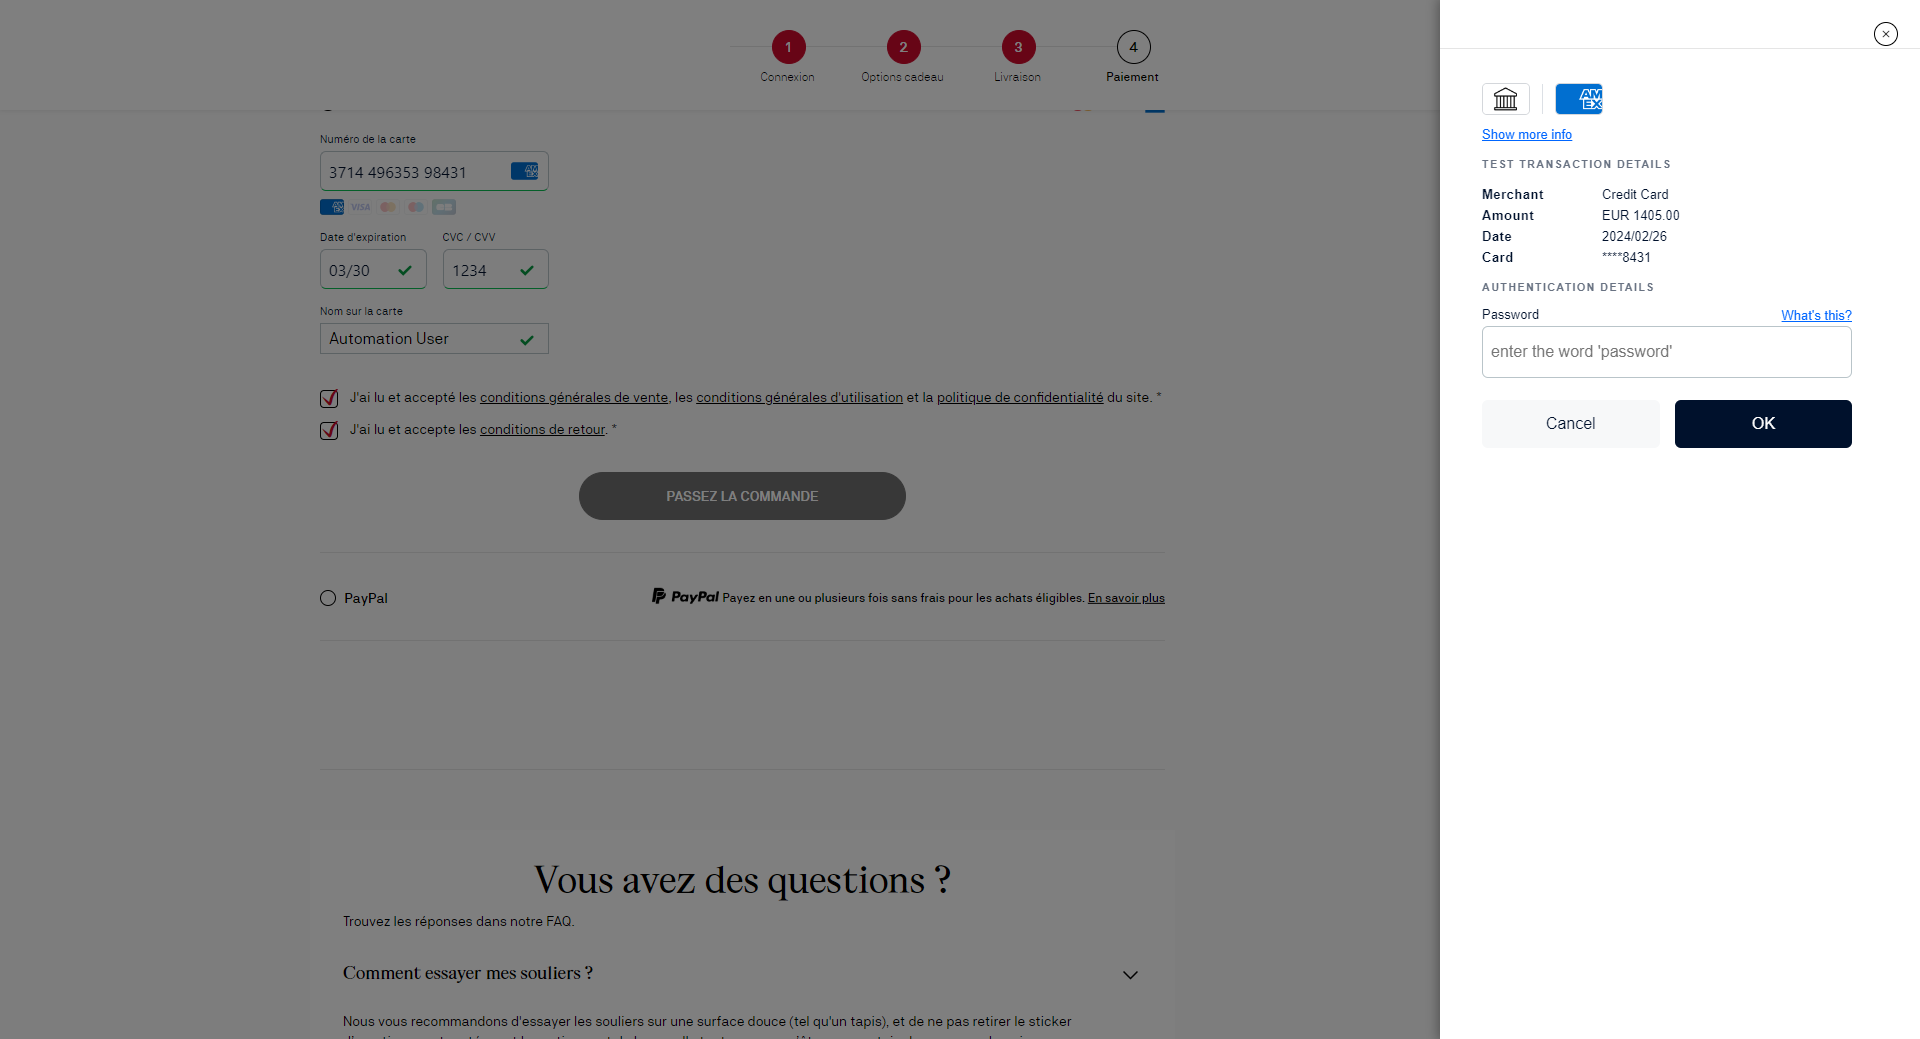 1
2
3
4
Connexion
Options cadeau
Livraison
Paiement
Numéro de la carte
3714 496353 98431
AM EX
AM EX
VISA
Date d'expiration
CVC / CVV
03/30
1234
Nom sur la carte
Automation User
J'ai lu et accepté les conditions générales de vente, les conditions générales d'utilisation et la politique de confidentialité du site. *
J'ai lu et accepte les conditions de retour. *
PASSEZ LA COMMANDE
PayPal
PayPal Payez en une ou plusieurs fois sans frais pour les achats éligibles. En savoir plus
Vous avez des questions ?
Trouvez les réponses dans notre FAQ.
Comment essayer mes souliers ?
Nous vous recommandons d'essayer les souliers sur une surface douce (tel qu'un tapis), et de ne pas retirer le sticker
AM EX
Show more info
TEST TRANSACTION DETAILS
Merchant Credit Card
Amount EUR 1405.00
Date 2024/02/26
Card ****8431
AUTHENTICATION DETAILS
Password What's this?
enter the word 'password'
Cancel
OK